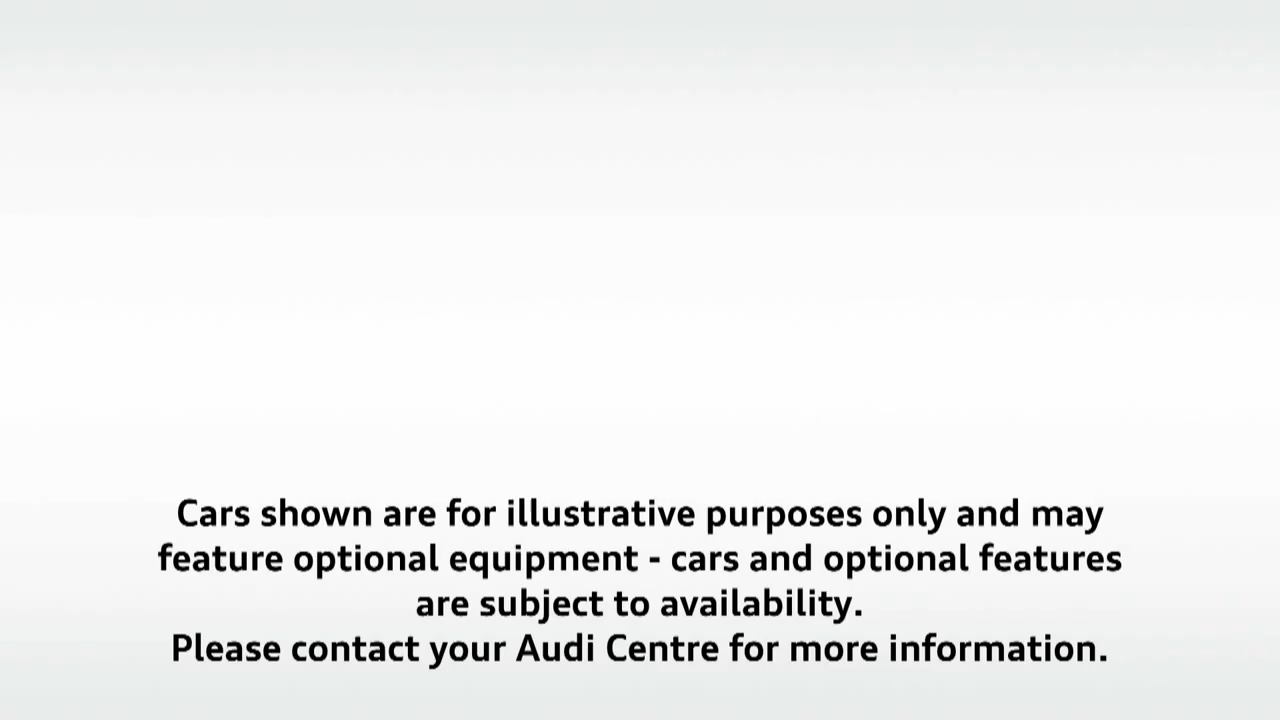 Cars shown are for illustrative purposes only and may
feature optional equipment - cars and optional features
are subject to availability.
Please contact your Audi Centre for more information.